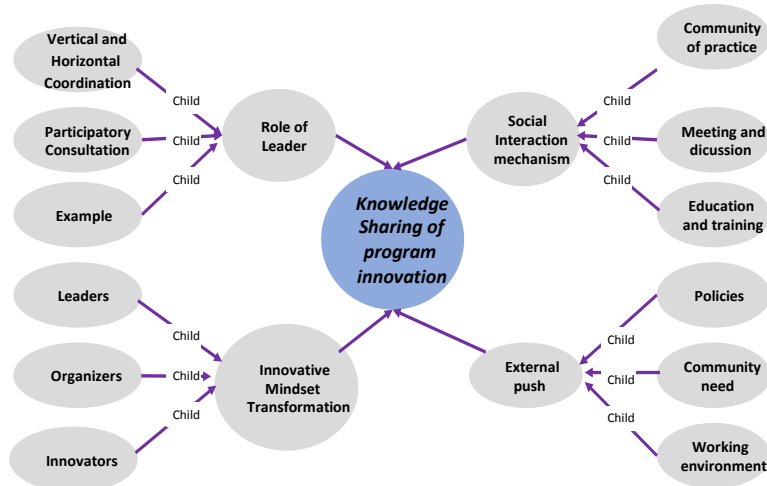 Vertical and
Horizontal
Coordination
Child
Participatory
Consultation
Child
Example
Child
Role of
Leader
Community
of practice
Child
Meeting and
dicussion
Child
Education
and training
Child
Social
Interaction
mechanism
Knowledge
Sharing of
program
innovation
Leaders
Child
Organizers
Child
Innovators
Child
Innovative
Mindset
Transformation
Policies
Child
Community
need
Child
Working
environment
Child
External
push